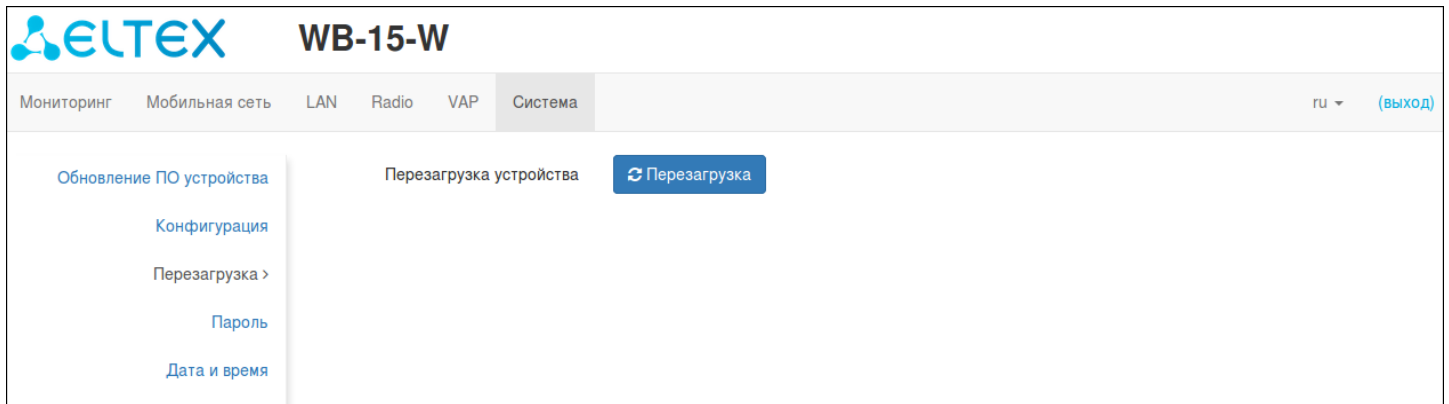 ELTEX WB-15-W
Мониторинг Мобильная сеть LAN Radio VAP Система ru (выход)
Обновление ПО устройства Перезагрузка устройства Перезагрузка
Конфигурация
Перезагрузка >
Пароль
Дата и время